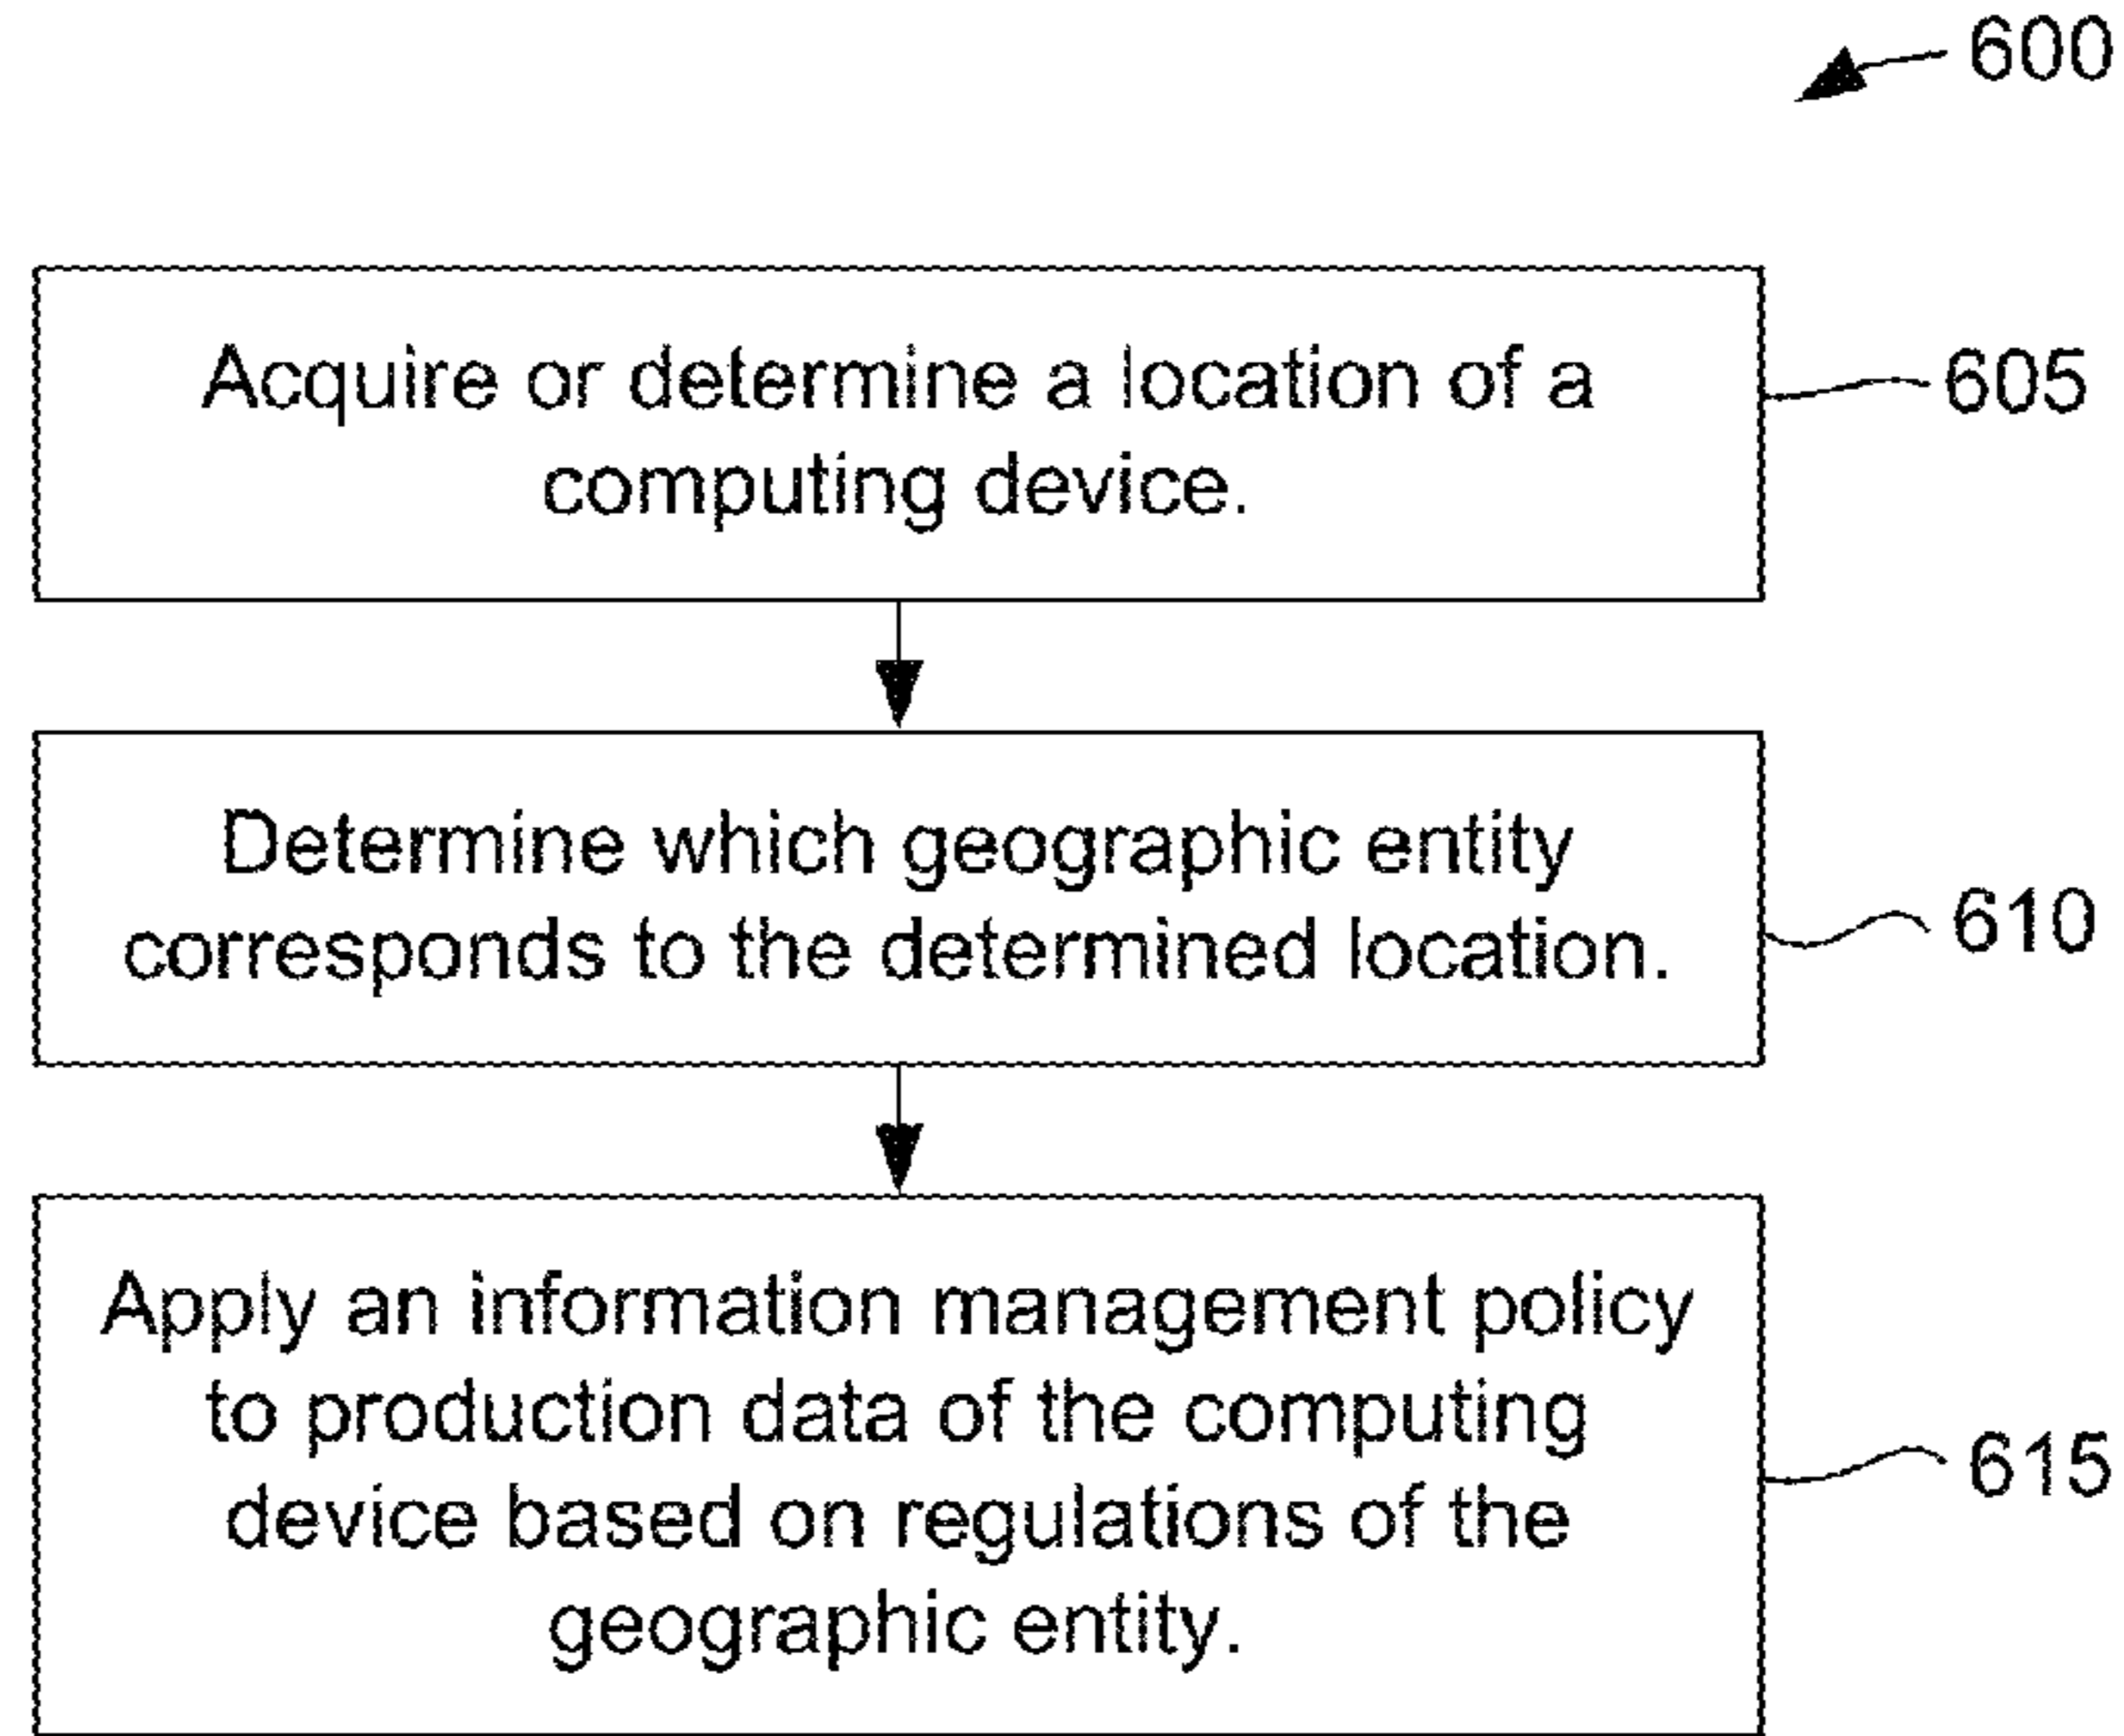 600
Acquire or determine a location of a
computing device.
605
Determine which geographic entity
corresponds to the determined location.
610
Apply an information management policy
to production data of the computing
device based on regulations of the
geographic entity.
615